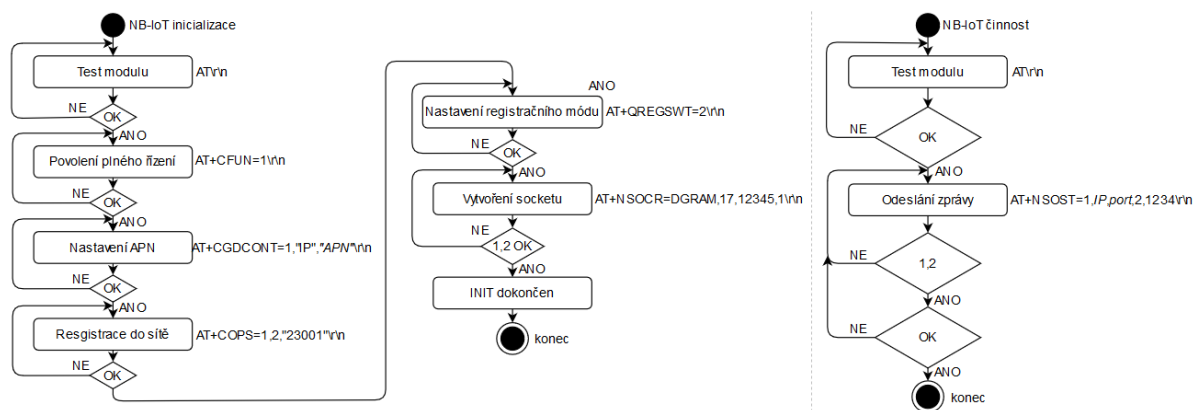 NB-IoT inicializace
Test modulu AT\r\n
NE
OK
ANO
Povolení plného řízení AT+CFUN=1\r\n
NE
OK
ANO
Nastavení APN AT+CGDCONT=1,"IP","APN"\r\n
NE
OK
ANO
Resgistrace do sítě AT+COPS=1,2,"23001"\r\n
NE
OK
ANO
Nastavení registračního módu AT+QREGSWT=2\r\n
NE
OK
ANO
Vytvoření socketu AT+NSOCR=DGRAM,17,12345,1\r\n
NE
1,2 OK
ANO
INIT dokončen
konec
NB-IoT činnost
Test modulu AT\r\n
NE
OK
ANO
Odeslání zprávy AT+NSOST=1,IP,port,2,1234\r\n
NE
1,2
ANO
NE
OK
ANO
konec